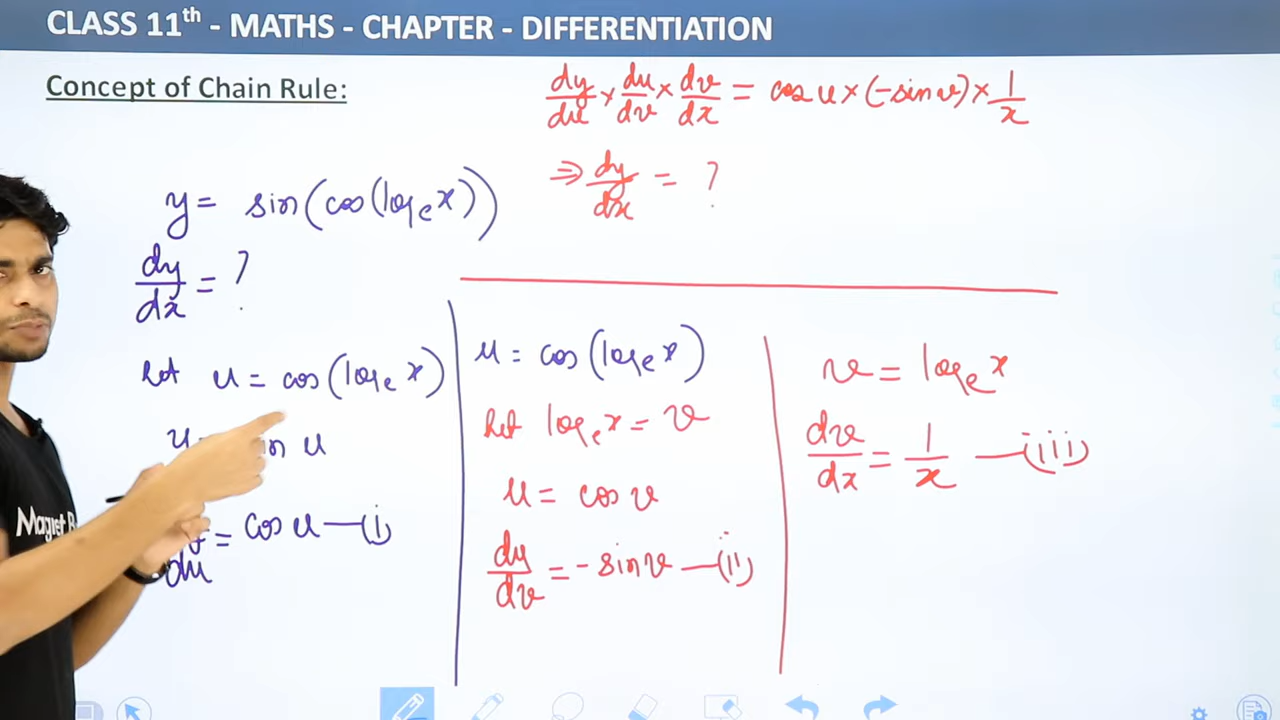 CLASS 11th - MATHS - CHAPTER - DIFFERENTIATION
Concept of Chain Rule:
dy/du × du/dv × dv/dx = cos u × (-sin v) × 1/x
⇒ dy/dx = ?
y = sin(cos(logₑx))
dy/dx = ?
Let u = cos(logₑx)
u
cos u —(i)
du
u = cos(logₑx)
Let logₑx = v
u = cos v
dy/dv = - sin v —(ii)
v = logₑx
dv/dx = 1/x —(iii)